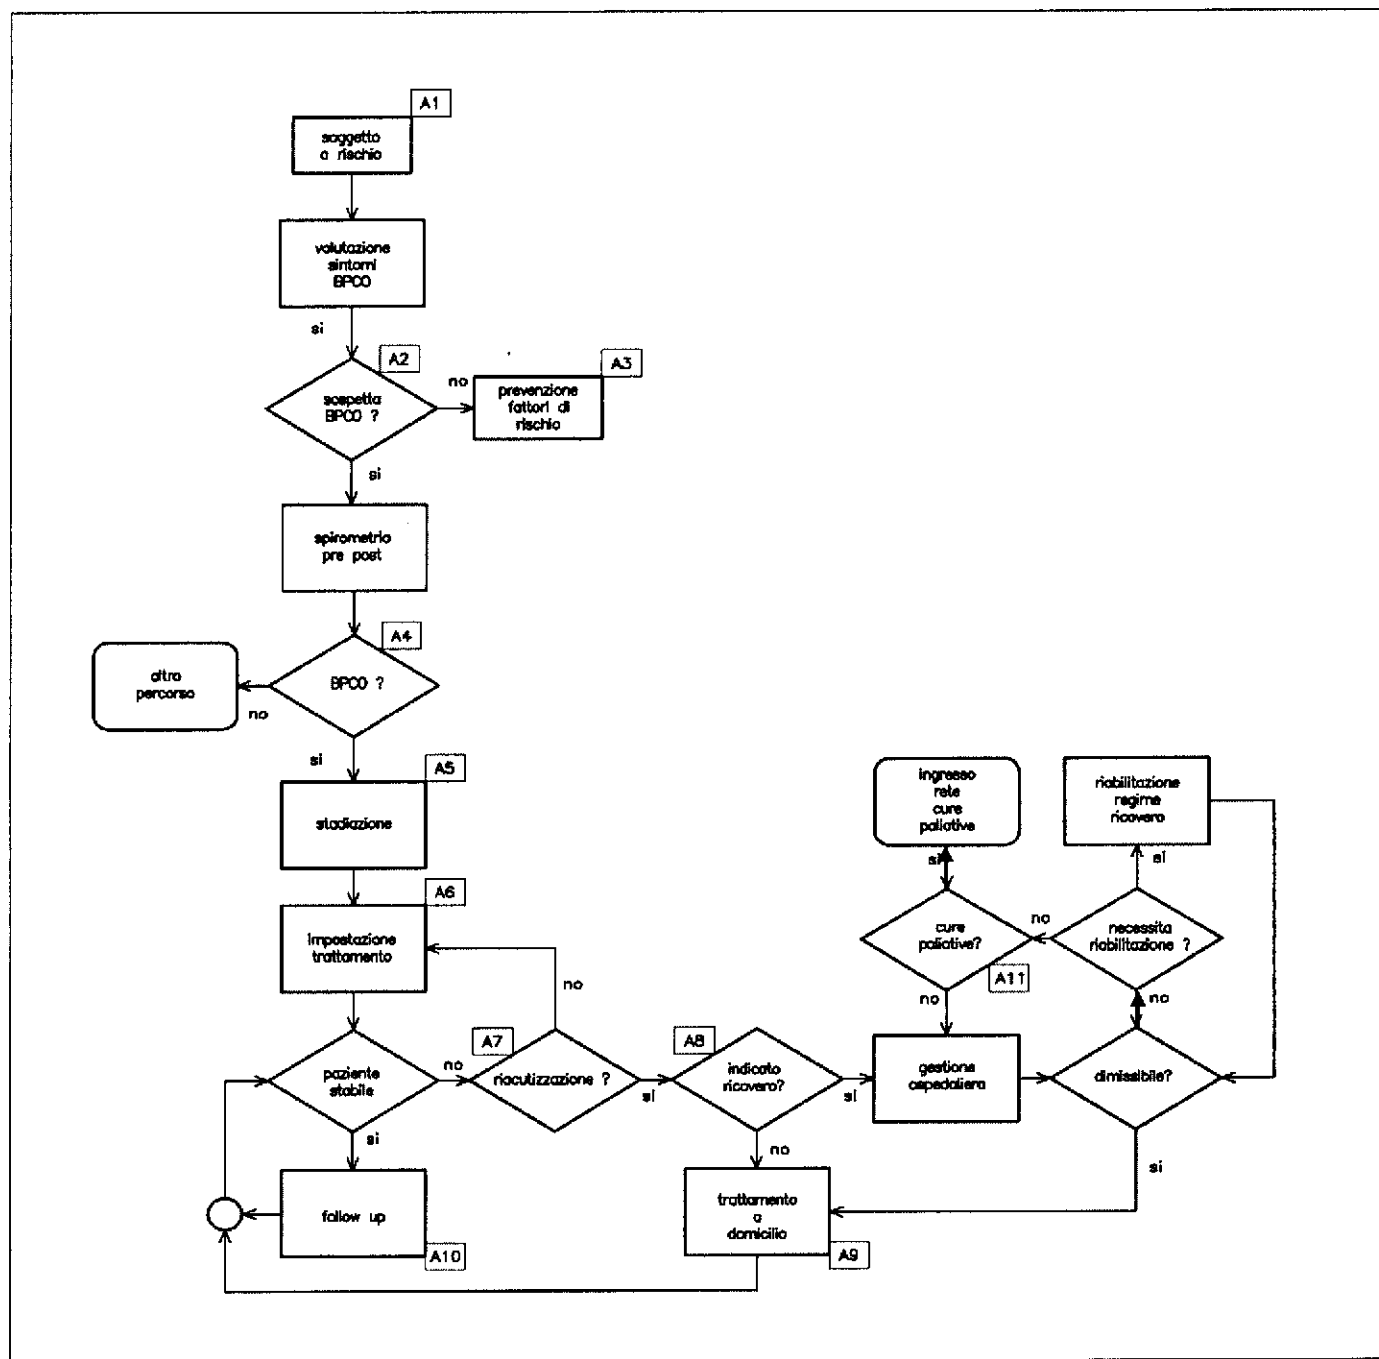 A1
soggetto
a rischio
valutazione
sintomi
BPCO
si
A2
sospetta
BPCO ?
no
A3
prevenzione
fattori di
rischio
si
spirometria
pre post
A4
BPCO ?
altro
percorso
no
si
A5
stadiazione
A6
impostazione
trattamento
no
ingresso
rete
cure
paliative
si
riabilitazione
regime
ricovero
si
cure
paliative?
no
necessita
riabilitazione ?
A11
no
no
paziente
stabile
no
A7
riacutizzazione ?
si
A8
indicato
ricovero?
si
gestione
ospedaliera
dimissibile?
si
no
si
follow up
A10
trattamento
a
domicilio
A9